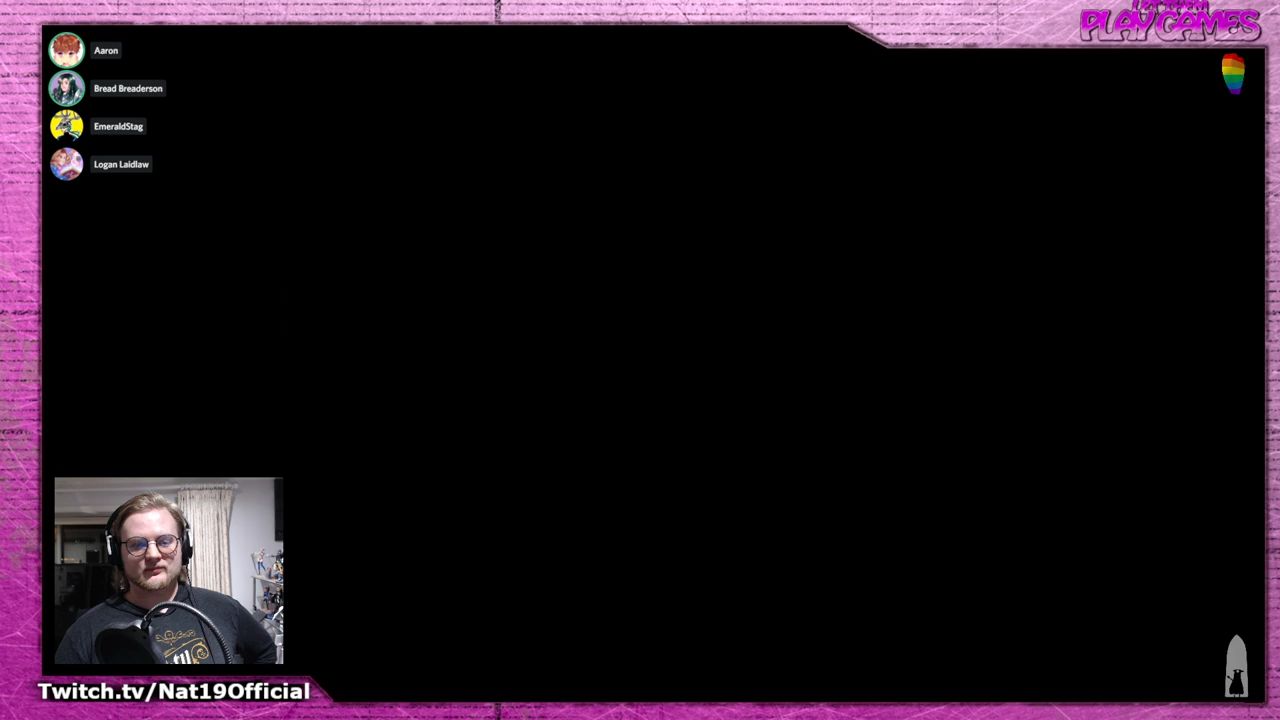 PLAY GAMES
Aaron
Bread Breaderson
EmeraldStag
Logan Laidlaw
Twitch.tv/Nat19Official